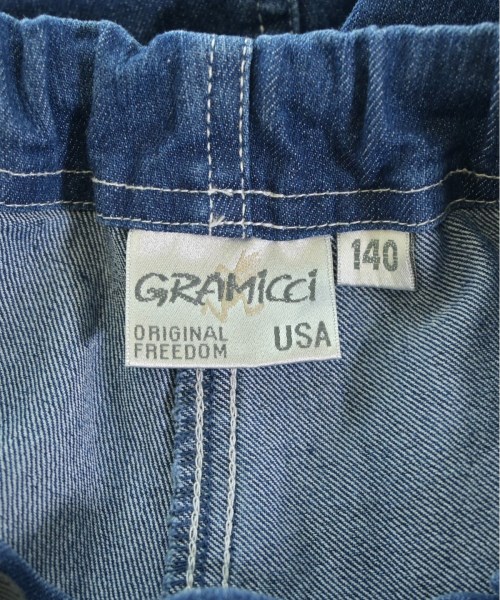 GRAMicci
ORIGINAL
FREEDOM
USA
140